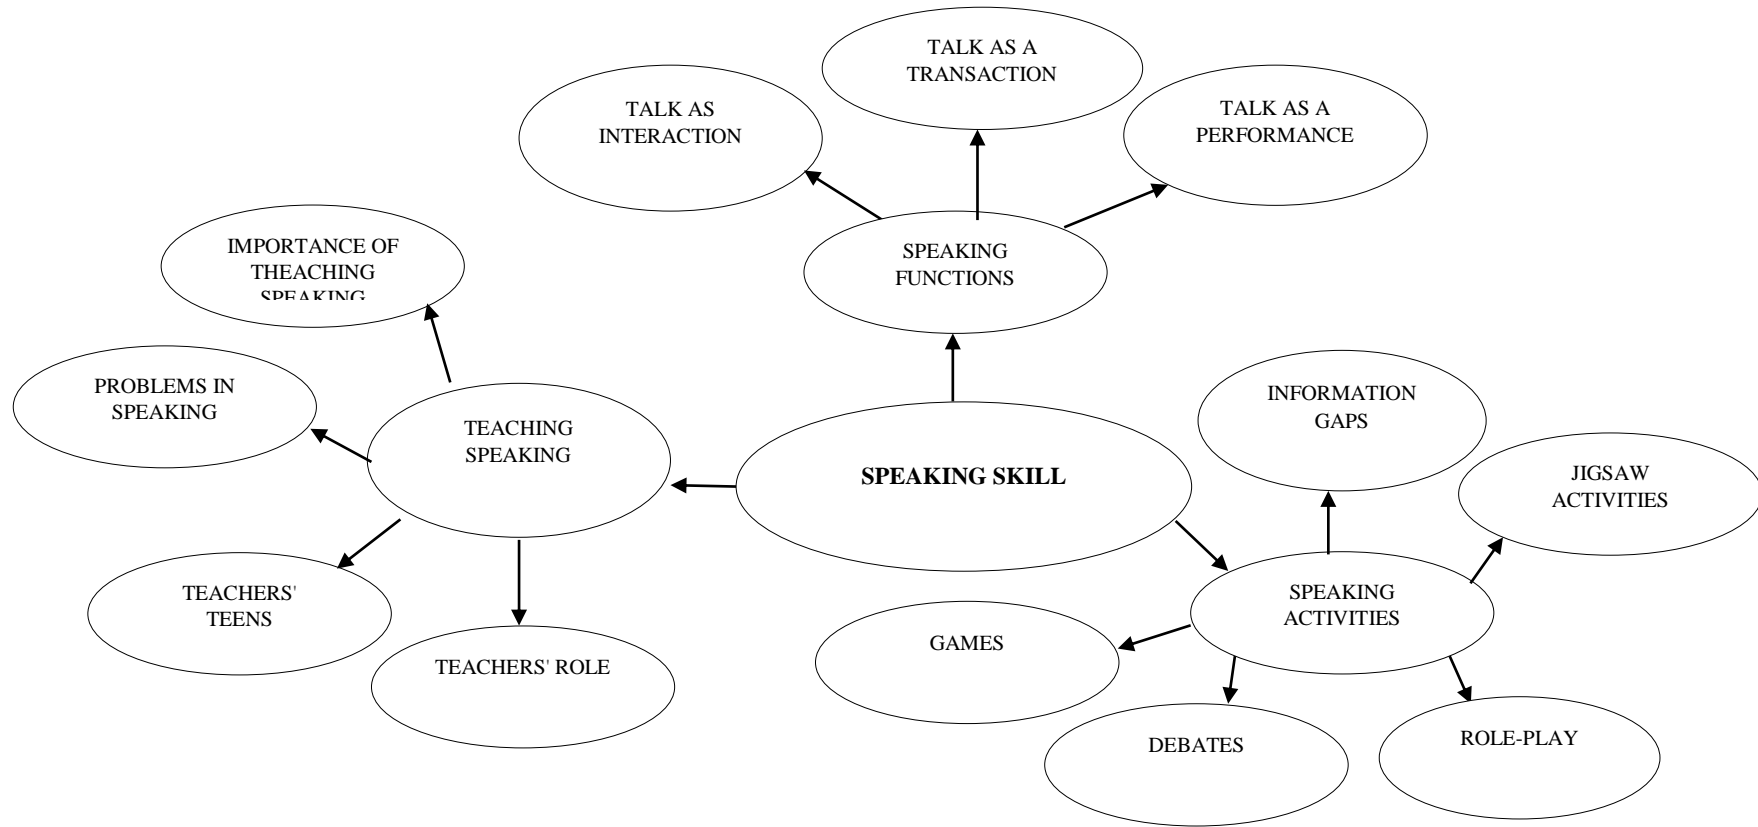 TALK AS A
TRANSACTION
TALK AS
INTERACTION
TALK AS A
PERFORMANCE
IMPORTANCE OF
THEACHING
SPEAKING
SPEAKING
FUNCTIONS
PROBLEMS IN
SPEAKING
TEACHING
SPEAKING
SPEAKING SKILL
INFORMATION
GAPS
JIGSAW
ACTIVITIES
TEACHERS'
TEENS
TEACHERS' ROLE
SPEAKING
ACTIVITIES
GAMES
DEBATES
ROLE-PLAY